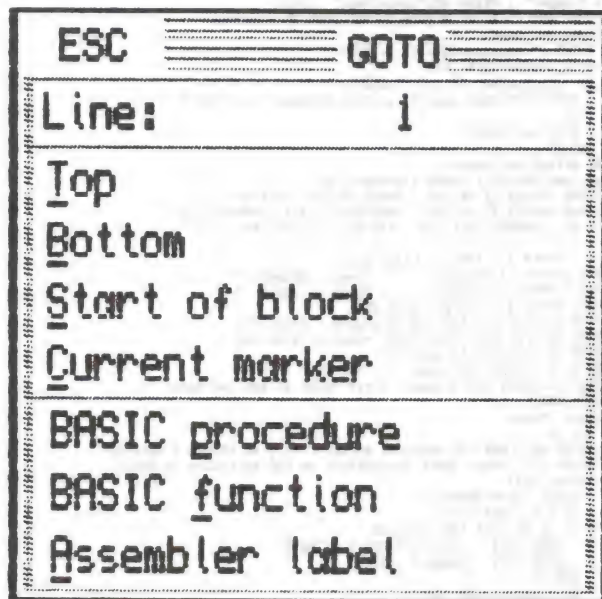 ESC GOTO
Line: 1
Top
Bottom
Start of block
Current marker
BASIC procedure
BASIC function
Assembler label